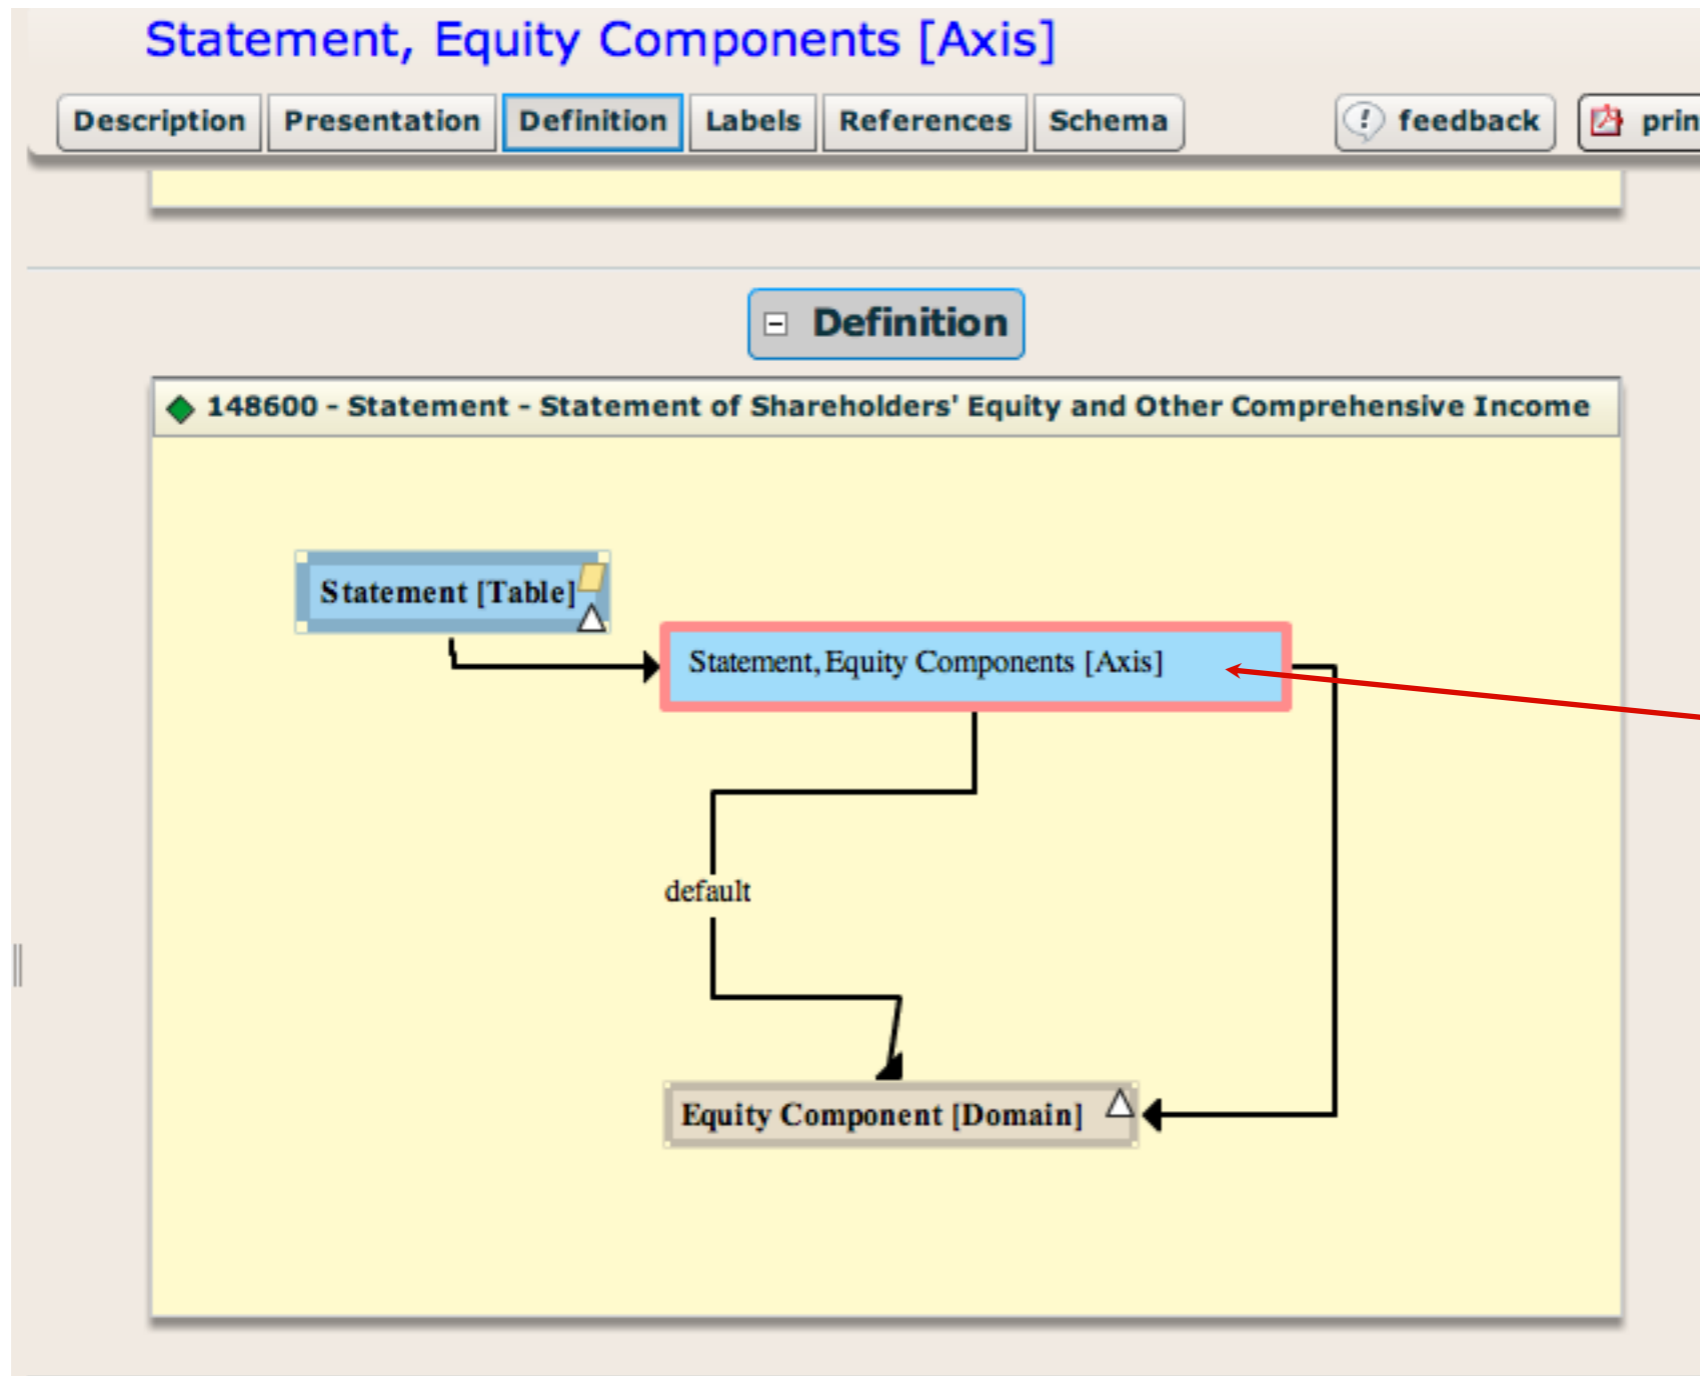 Statement, Equity Components [Axis]
Description Presentation Definition Labels References Schema feedback prin
Definition
148600 - Statement - Statement of Shareholders' Equity and Other Comprehensive Income
Statement [Table]
Statement, Equity Components [Axis]
default
Equity Component [Domain]